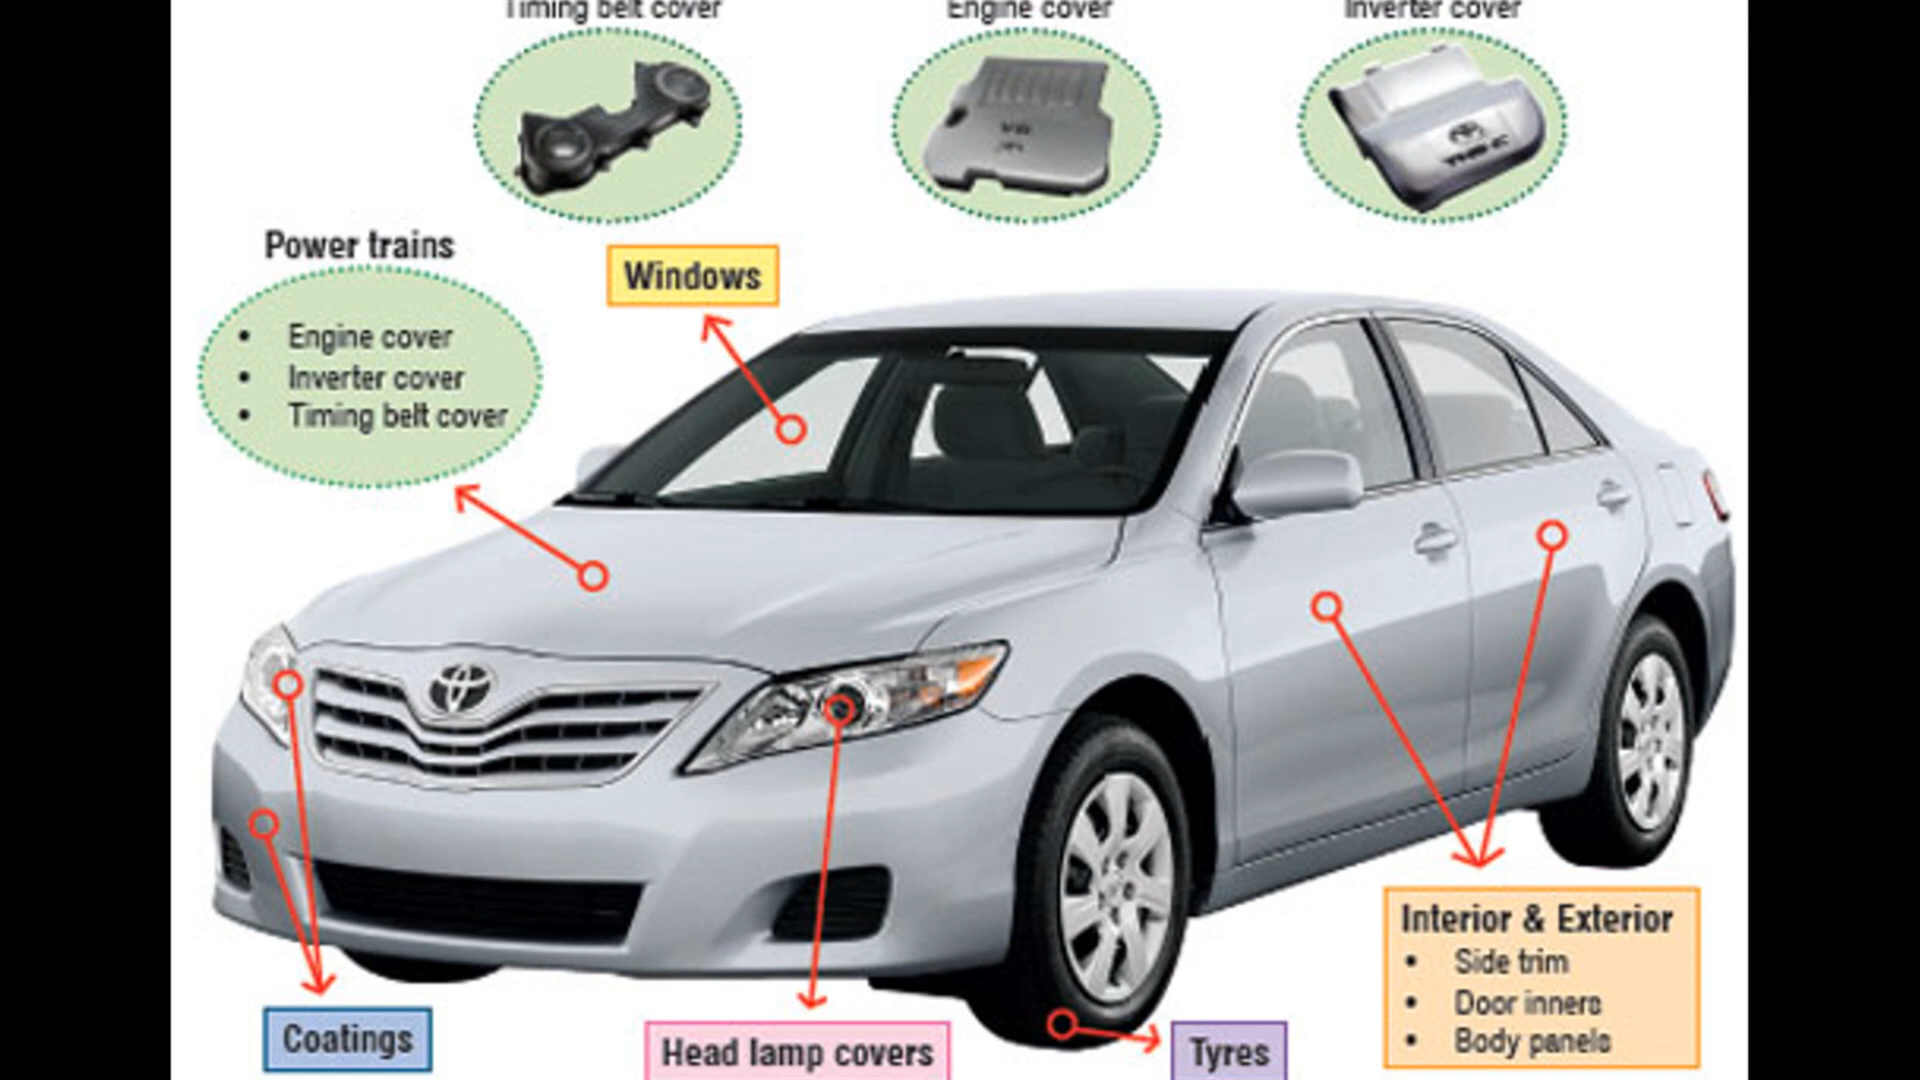 Timing belt cover
Engine cover
Inverter cover
Power trains
• Engine cover
• Inverter cover
• Timing belt cover
Windows
V6
Interior & Exterior
• Side trim
• Door inners
• Body panels
Coatings
Head lamp covers
Tyres